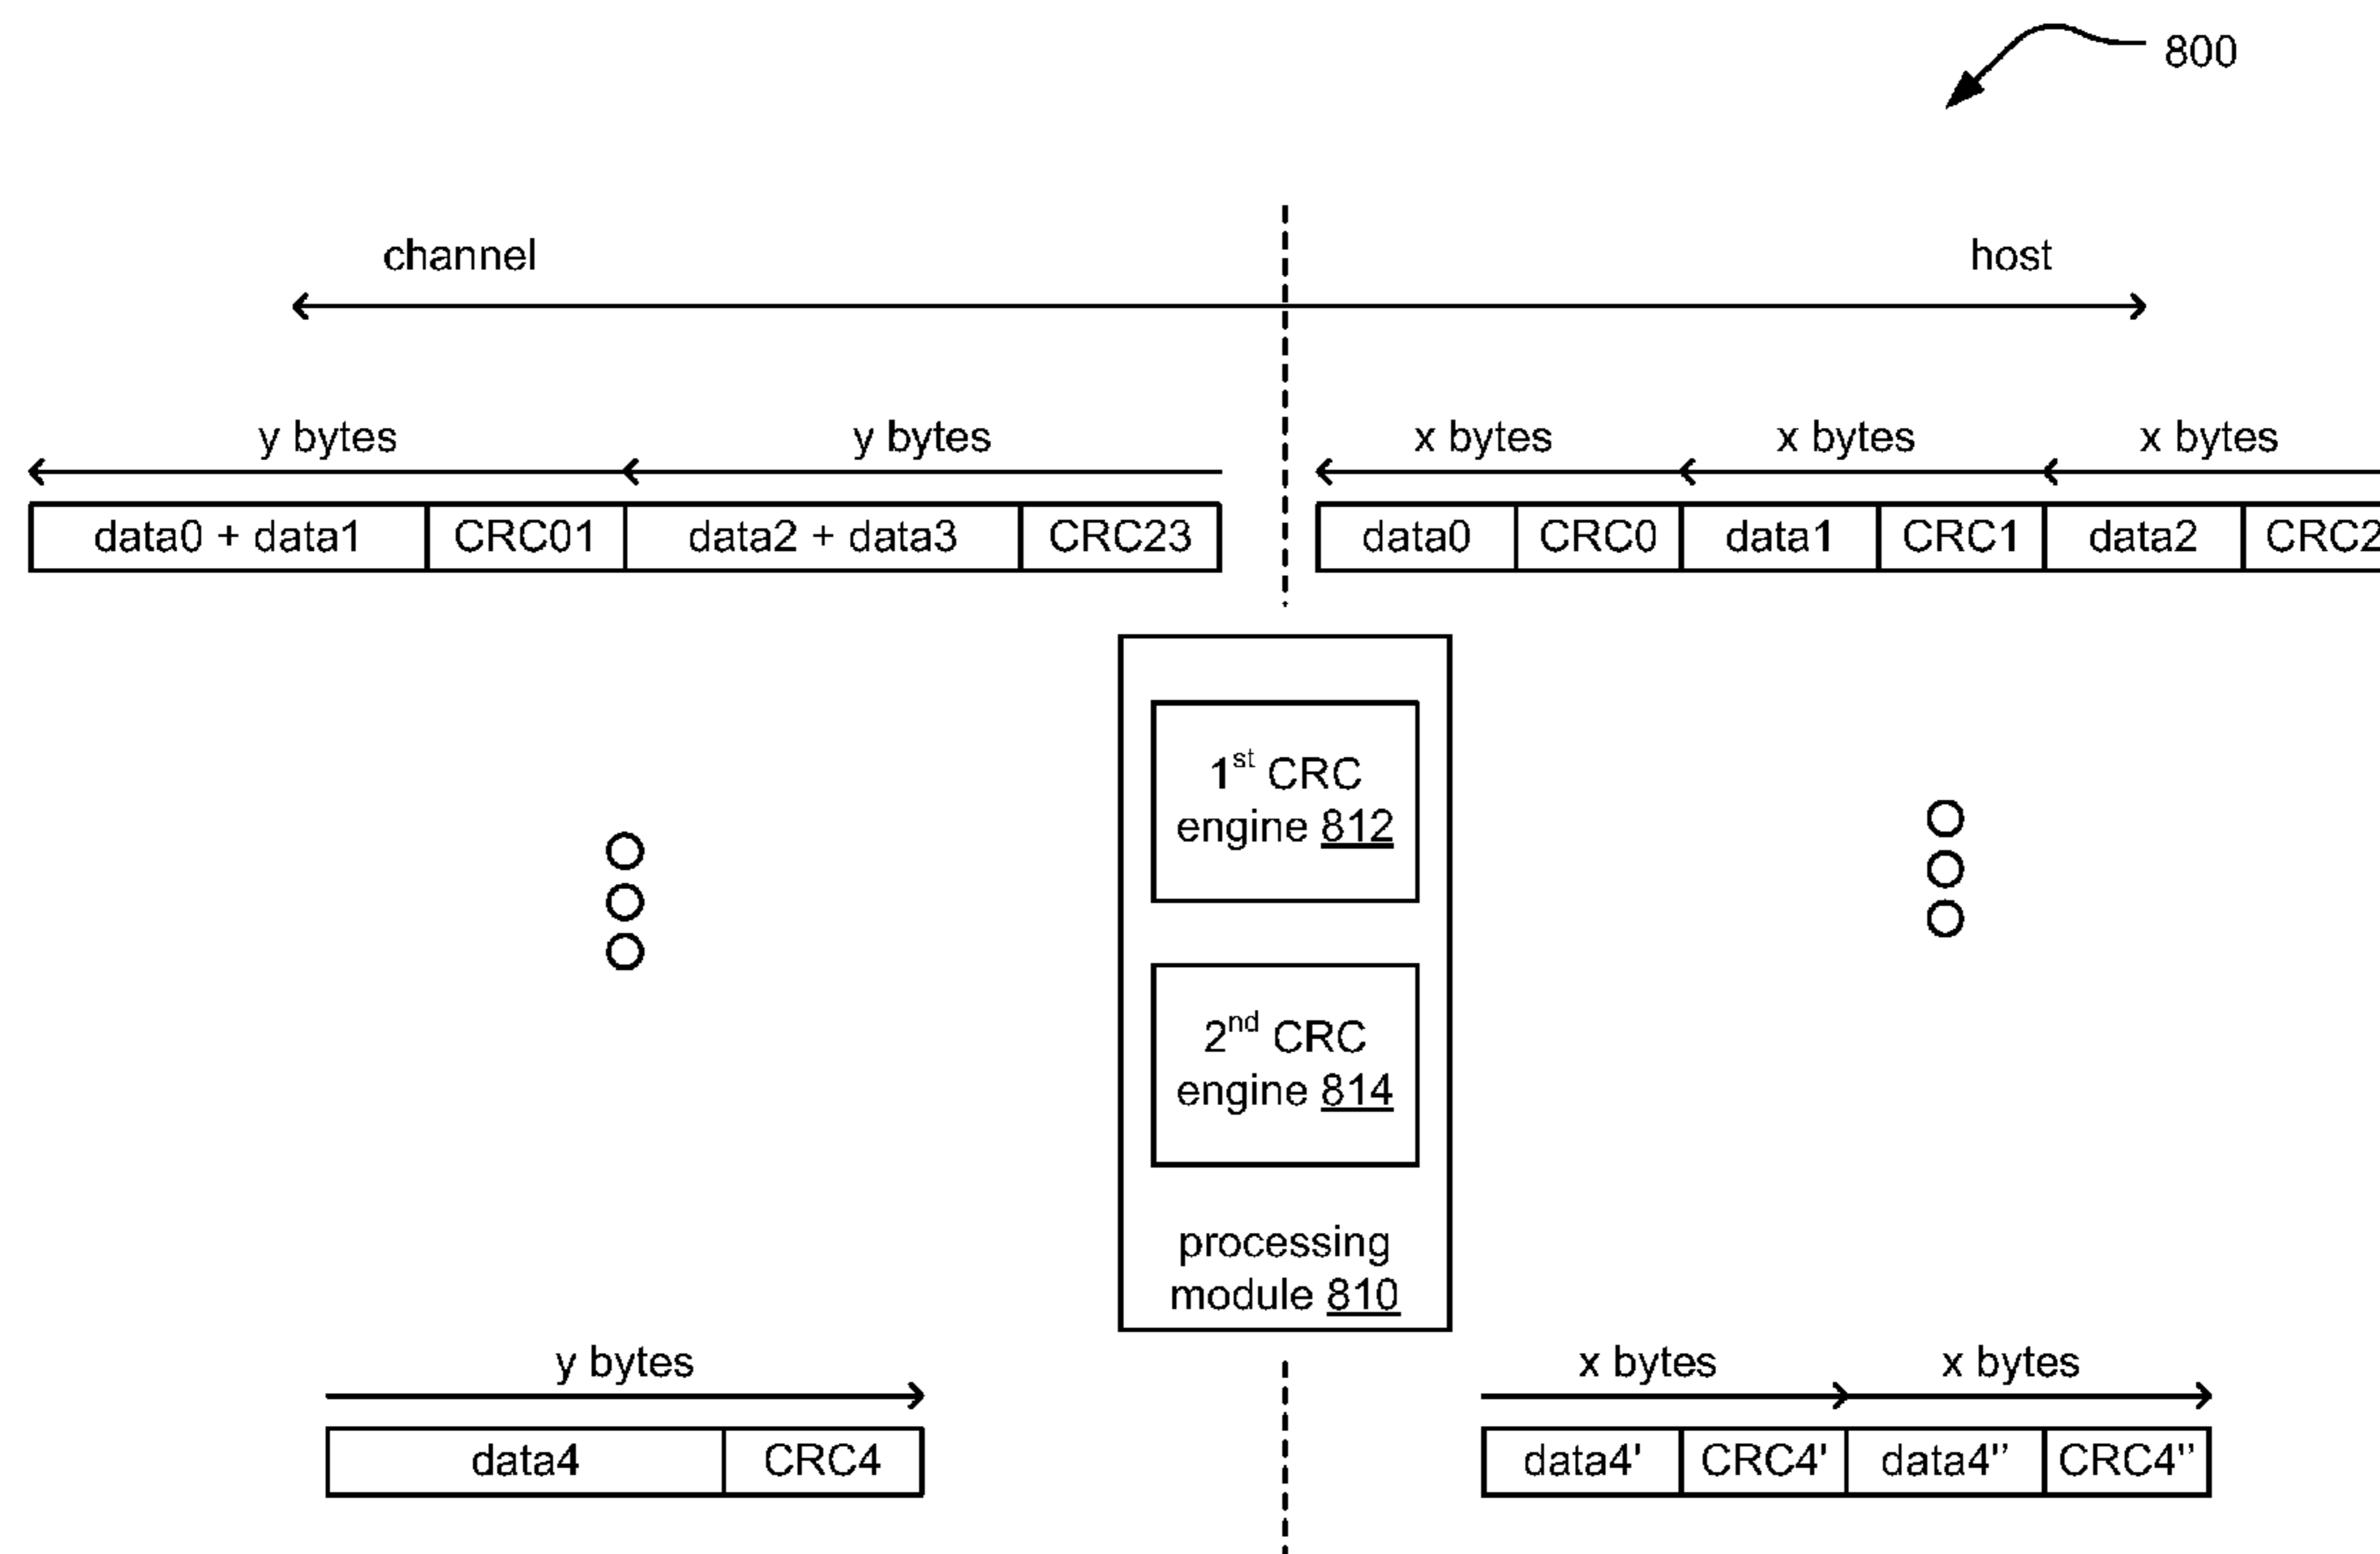 800
channel
host
y bytes
y bytes
x bytes
x bytes
x bytes
data0 + data1
CRC01
data2 + data3
CRC23
data0
CRC0
data1
CRC1
data2
CRC2
1st CRC
engine 812
2nd CRC
engine 814
processing
module 810
y bytes
x bytes
x bytes
data4
CRC4
data4'
CRC4'
data4''
CRC4''